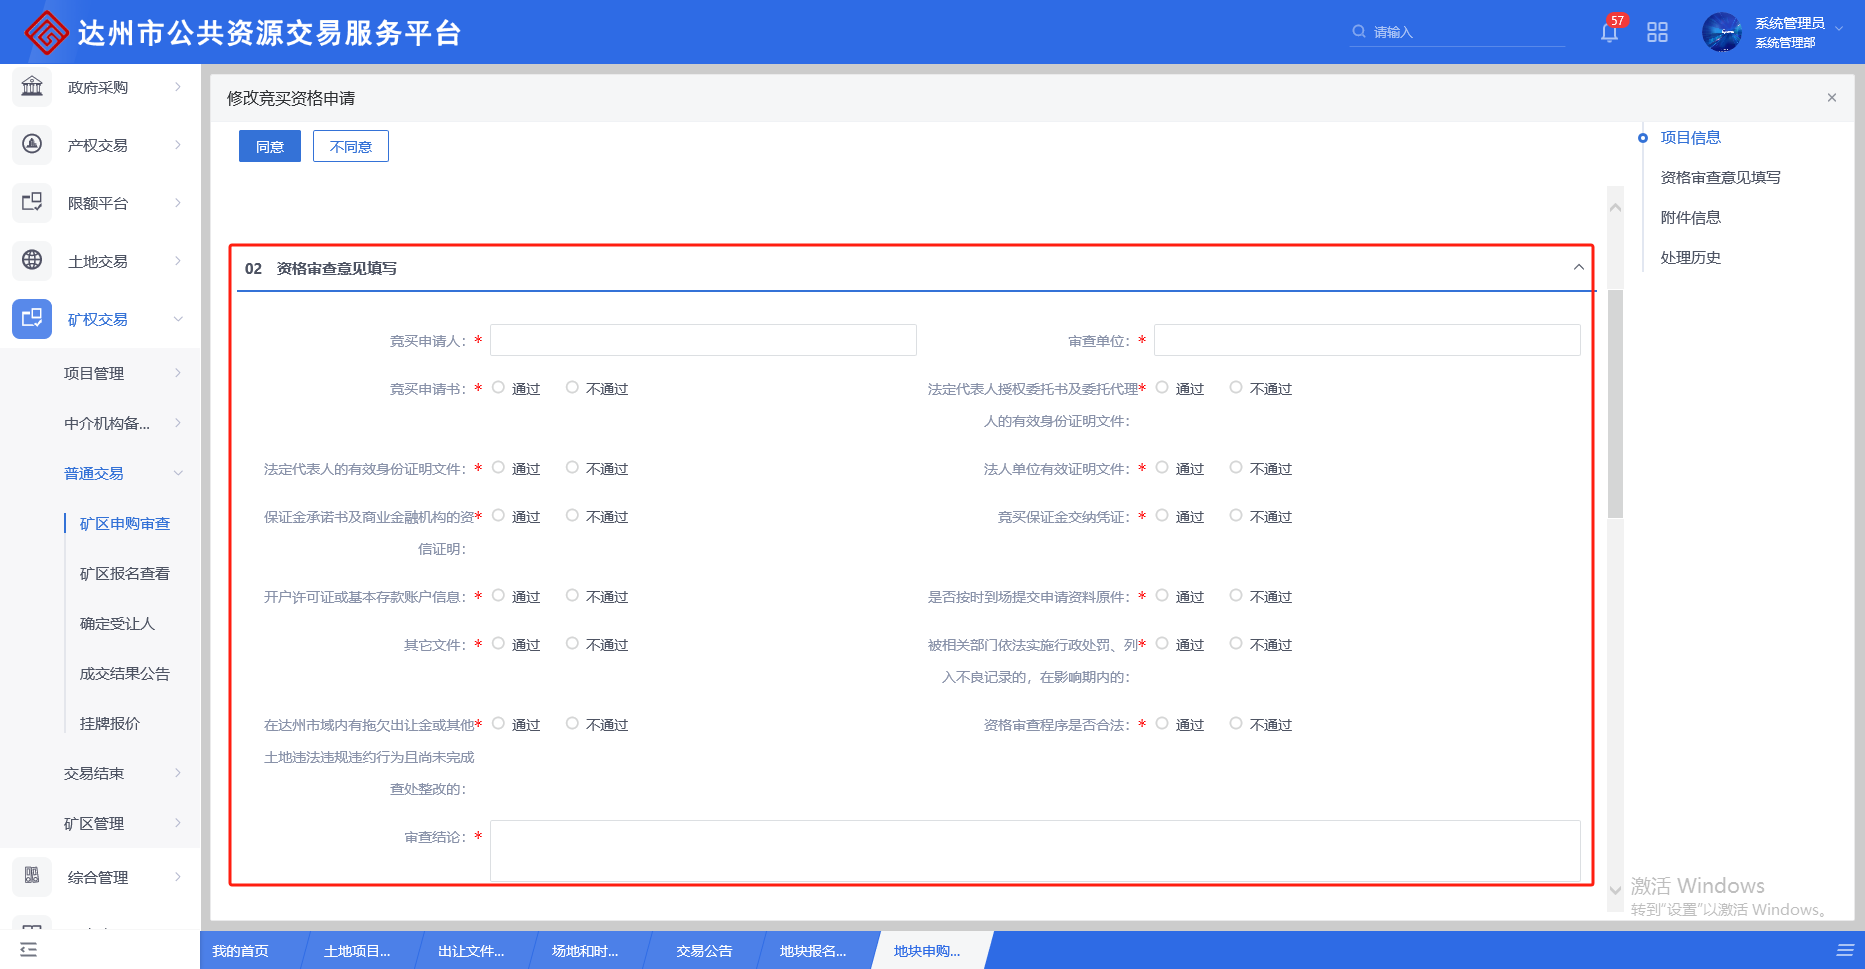 达州市公共资源交易服务平台
请输入
57
系统管理员
系统管理部
政府采购
产权交易
限额平台
土地交易
矿权交易
项目管理
中介机构备...
普通交易
矿区申购审查
矿区报名查看
确定受让人
成交结果公告
挂牌报价
交易结束
矿区管理
综合管理
修改竞买资格申请
同意
不同意
项目信息
资格审查意见填写
附件信息
处理历史
02 资格审查意见填写
竞买申请人: *
审查单位: *
竞买申请书: * 通过 不通过
法定代表人授权委托书及委托代理* 通过 不通过
人的有效身份证明文件:
法定代表人的有效身份证明文件: * 通过 不通过
法人单位有效证明文件: * 通过 不通过
保证金承诺书及商业金融机构的资* 通过 不通过
信证明:
竞买保证金交纳凭证: * 通过 不通过
开户许可证或基本存款账户信息: * 通过 不通过
是否按时到场提交申请资料原件: * 通过 不通过
其它文件: * 通过 不通过
被相关部门依法实施行政处罚、列* 通过 不通过
入不良记录的，在影响期内的:
在达州市域内有拖欠出让金或其他* 通过 不通过
土地违法违规违约行为且尚未完成
查处整改的:
资格审查程序是否合法: * 通过 不通过
审查结论: *
激活 Windows
转到"设置"以激活 Windows。
我的首页
土地项目...
出让文件...
场地和时...
交易公告
地块报名...
地块申购...